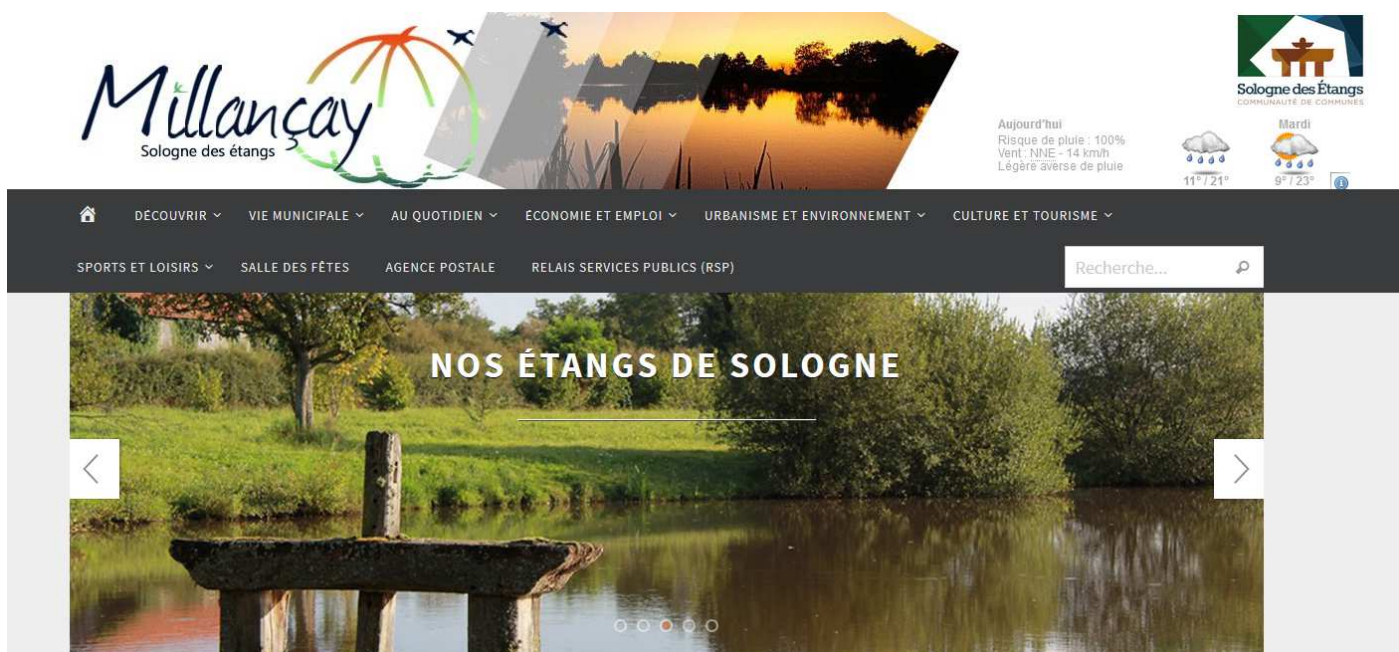 Millançay
Sologne des étangs
Sologne des Étangs
COMMUNAUTÉ DE COMMUNES
Aujourd'hui
Risque de pluie : 100%
Vent : NNE - 14 km/h
Légère averse de pluie
11° / 21°
Mardi
9° / 23°
DÉCOUVRIR
VIE MUNICIPALE
AU QUOTIDIEN
ÉCONOMIE ET EMPLOI
URBANISME ET ENVIRONNEMENT
CULTURE ET TOURISME
SPORTS ET LOISIRS
SALLE DES FÊTES
AGENCE POSTALE
RELAIS SERVICES PUBLICS (RSP)
Recherche...
NOS ÉTANGS DE SOLOGNE